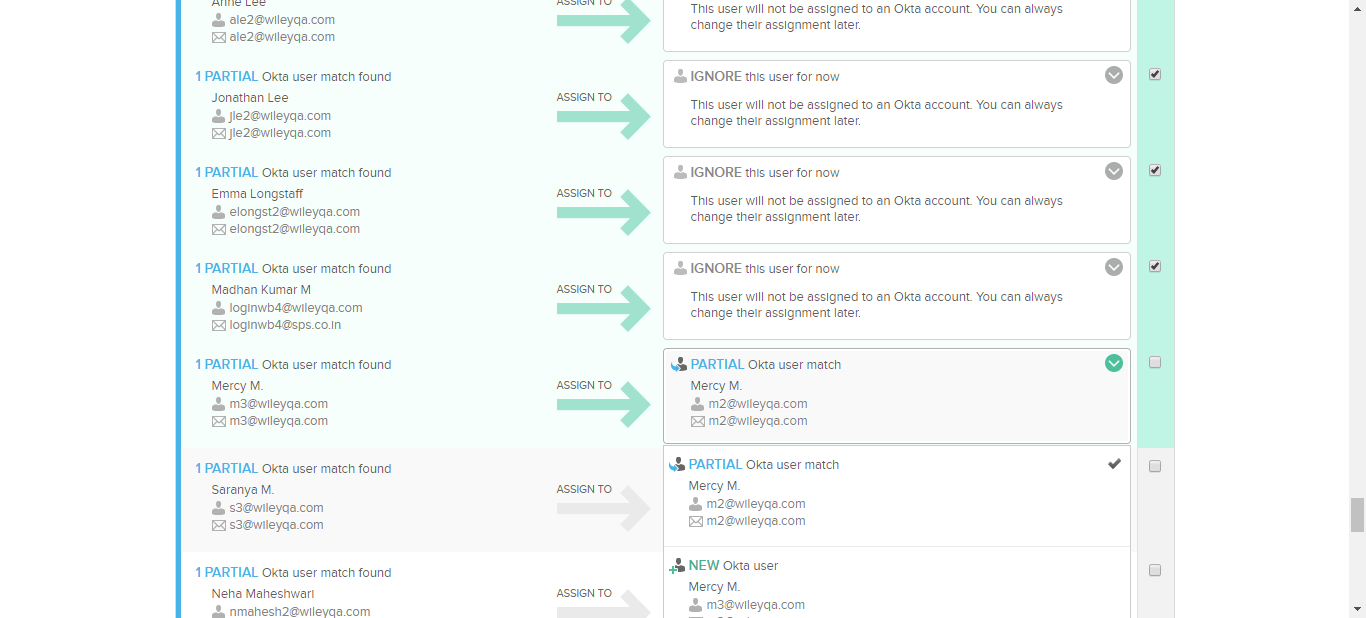 Anne Lee
ale2@wileyqa.com
ale2@wileyqa.com
ASSIGN TO
This user will not be assigned to an Okta account. You can always
change their assignment later.
1 PARTIAL Okta user match found
Jonathan Lee
jle2@wileyqa.com
jle2@wileyqa.com
ASSIGN TO
IGNORE this user for now
This user will not be assigned to an Okta account. You can always
change their assignment later.
1 PARTIAL Okta user match found
Emma Longstaff
elongst2@wileyqa.com
elongst2@wileyqa.com
ASSIGN TO
IGNORE this user for now
This user will not be assigned to an Okta account. You can always
change their assignment later.
1 PARTIAL Okta user match found
Madhan Kumar M
loginwb4@wileyqa.com
loginwb4@sps.co.in
ASSIGN TO
IGNORE this user for now
This user will not be assigned to an Okta account. You can always
change their assignment later.
1 PARTIAL Okta user match found
Mercy M.
m3@wileyqa.com
m3@wileyqa.com
ASSIGN TO
PARTIAL Okta user match
Mercy M.
m2@wileyqa.com
m2@wileyqa.com
1 PARTIAL Okta user match found
Saranya M.
s3@wileyqa.com
s3@wileyqa.com
ASSIGN TO
PARTIAL Okta user match
Mercy M.
m2@wileyqa.com
m2@wileyqa.com
1 PARTIAL Okta user match found
Neha Maheshwari
nmahesh2@wileyqa.com
ASSIGN TO
NEW Okta user
Mercy M.
m3@wileyqa.com